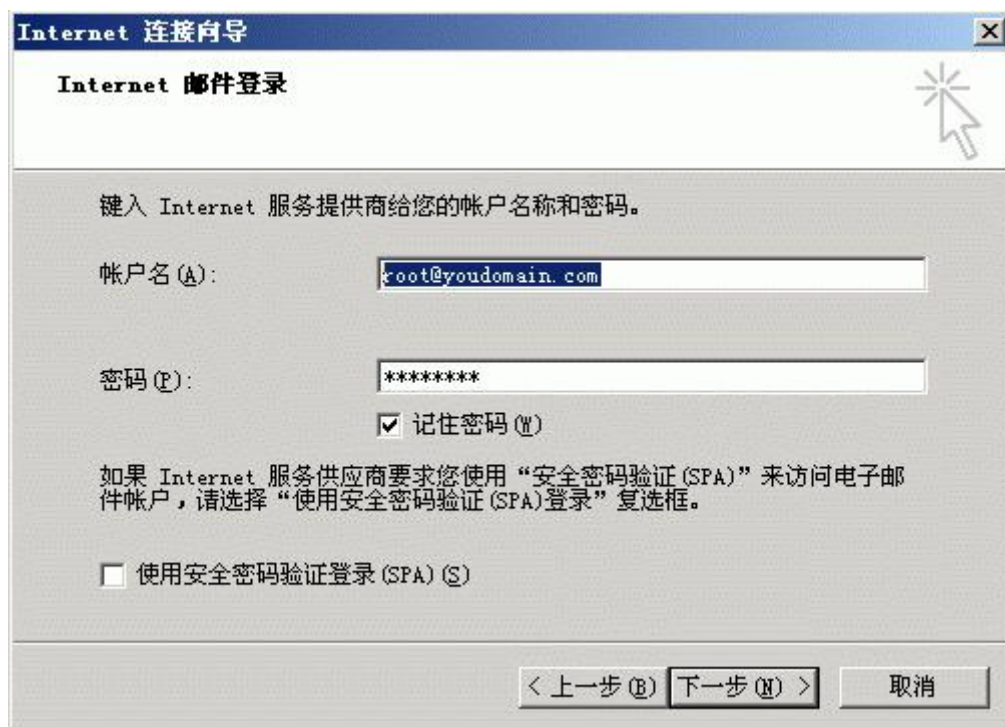 Internet 连接向导
Internet 邮件登录
键入 Internet 服务提供商给您的帐户名称和密码。
帐户名(A):
root@youdomain.com
密码(P):
********
记住密码(W)
如果 Internet 服务供应商要求您使用“安全密码验证(SPA)”来访问电子邮
件帐户，请选择“使用安全密码验证(SPA)登录”复选框。
使用安全密码验证登录(SPA)(S)
< 上一步(B)
下一步(N) >
取消